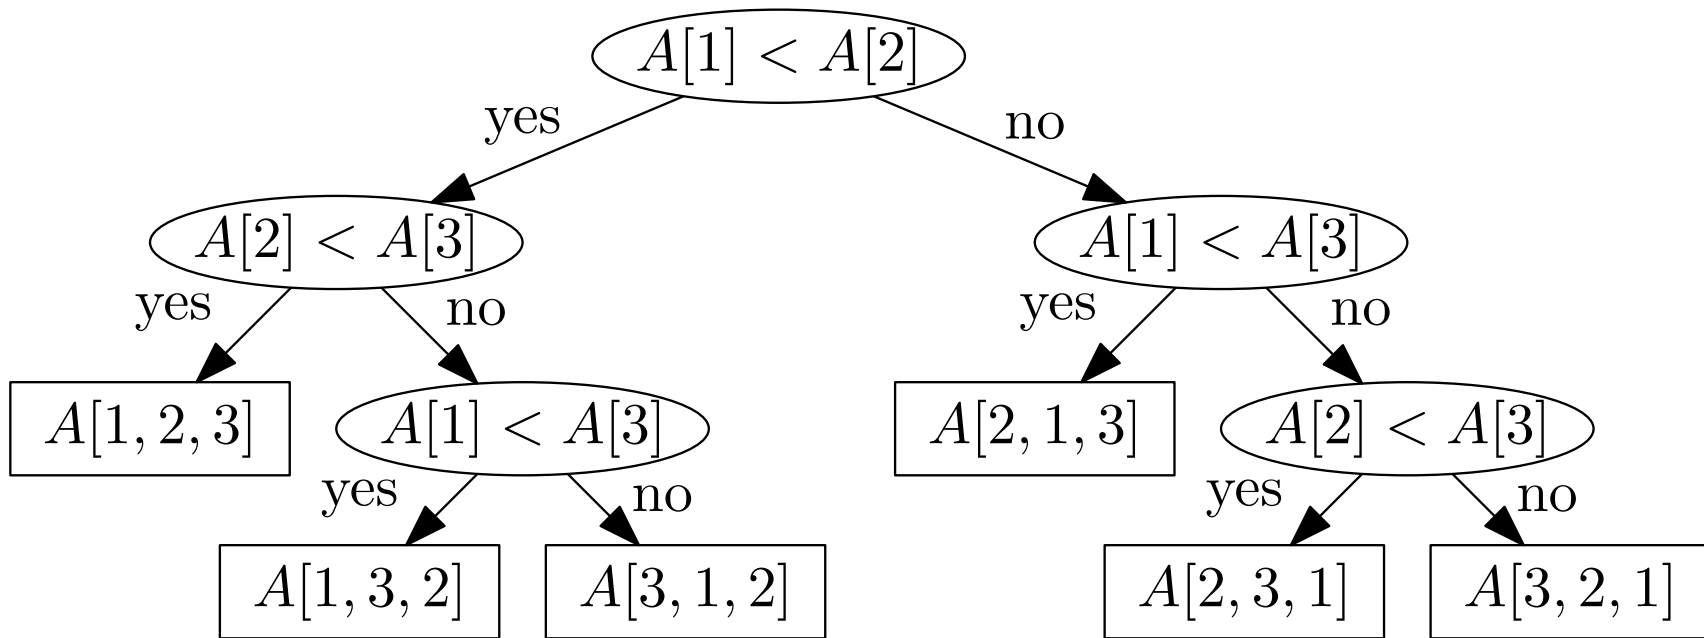 A[1] < A[2]
yes
no
A[2] < A[3]
A[1] < A[3]
yes
no
yes
no
A[1, 2, 3]
A[1] < A[3]
A[2, 1, 3]
A[2] < A[3]
yes
no
yes
no
A[1, 3, 2]
A[3, 1, 2]
A[2, 3, 1]
A[3, 2, 1]